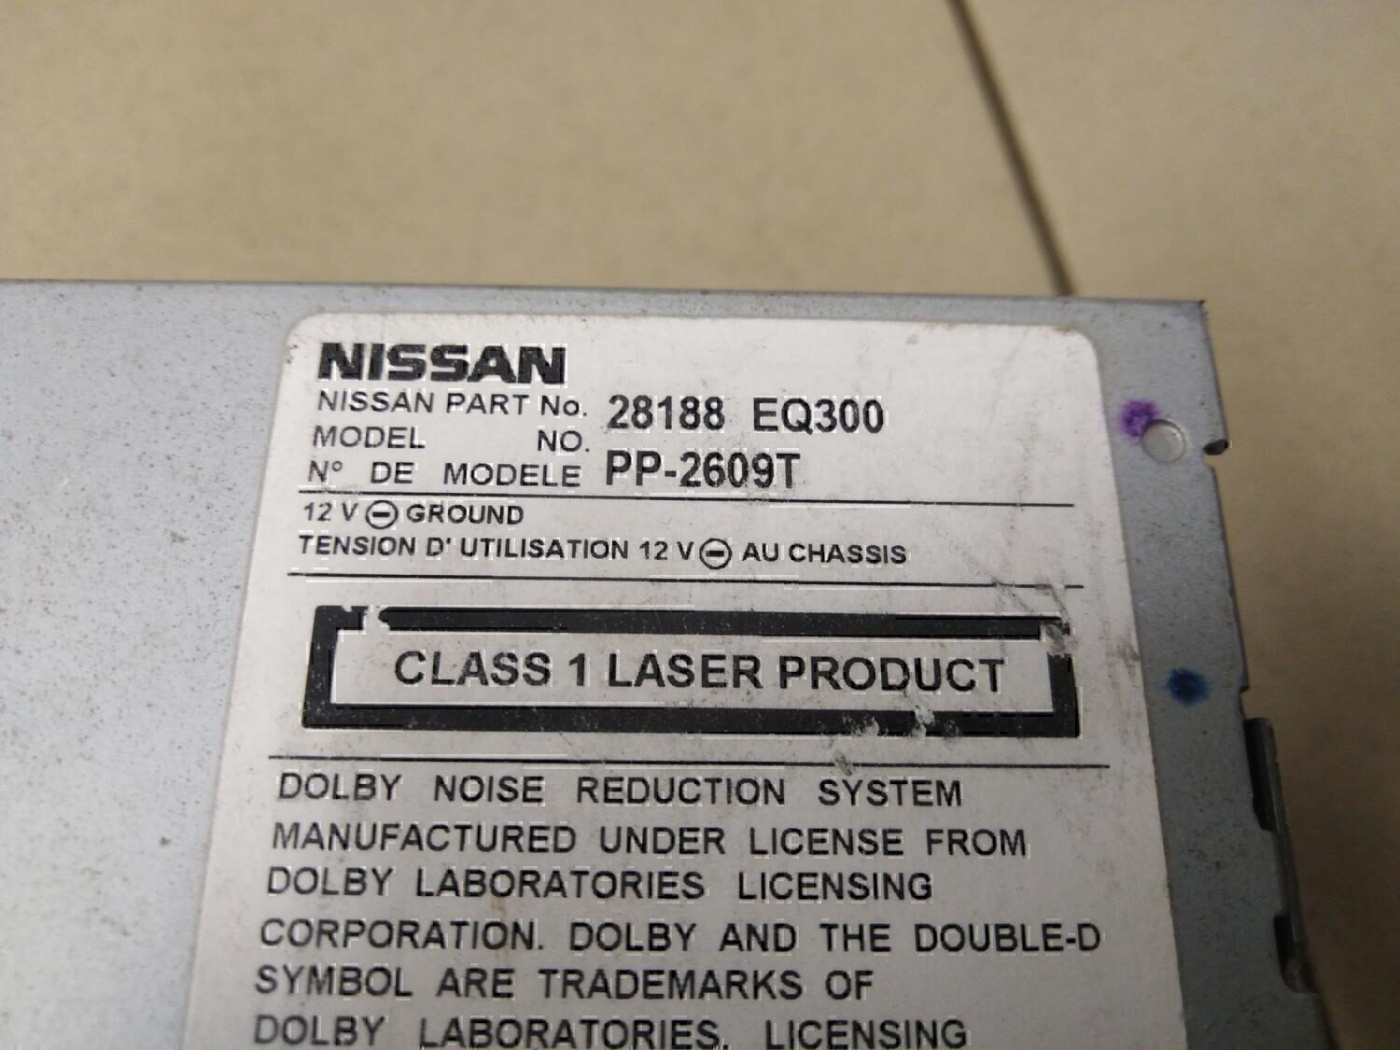 NISSAN
NISSAN PART No. 28188 EQ300
MODEL NO.
N° DE MODELE PP-2609T
12 V ⊖ GROUND
TENSION D' UTILISATION 12 V ⊖ AU CHASSIS
CLASS 1 LASER PRODUCT
DOLBY NOISE REDUCTION SYSTEM
MANUFACTURED UNDER LICENSE FROM
DOLBY LABORATORIES LICENSING
CORPORATION. DOLBY AND THE DOUBLE-D
SYMBOL ARE TRADEMARKS OF
DOLBY LABORATORIES. LICENSING